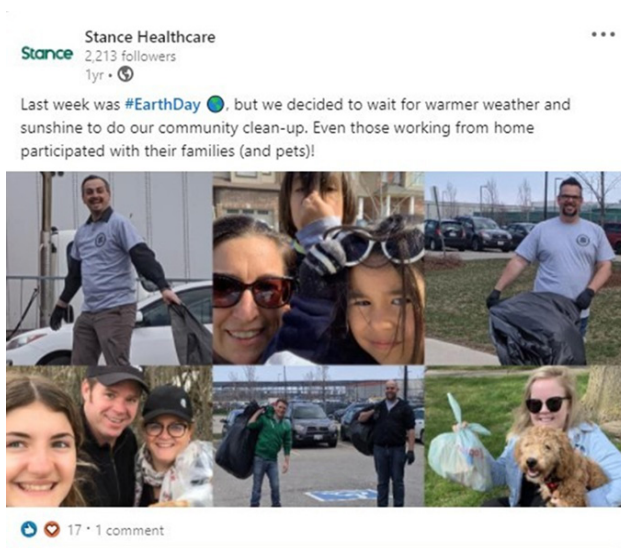 Stance Healthcare
Stance
2,213 followers
1yr •
Last week was #EarthDay 🌎, but we decided to wait for warmer weather and
sunshine to do our community clean-up. Even those working from home
participated with their families (and pets)!
17 • 1 comment